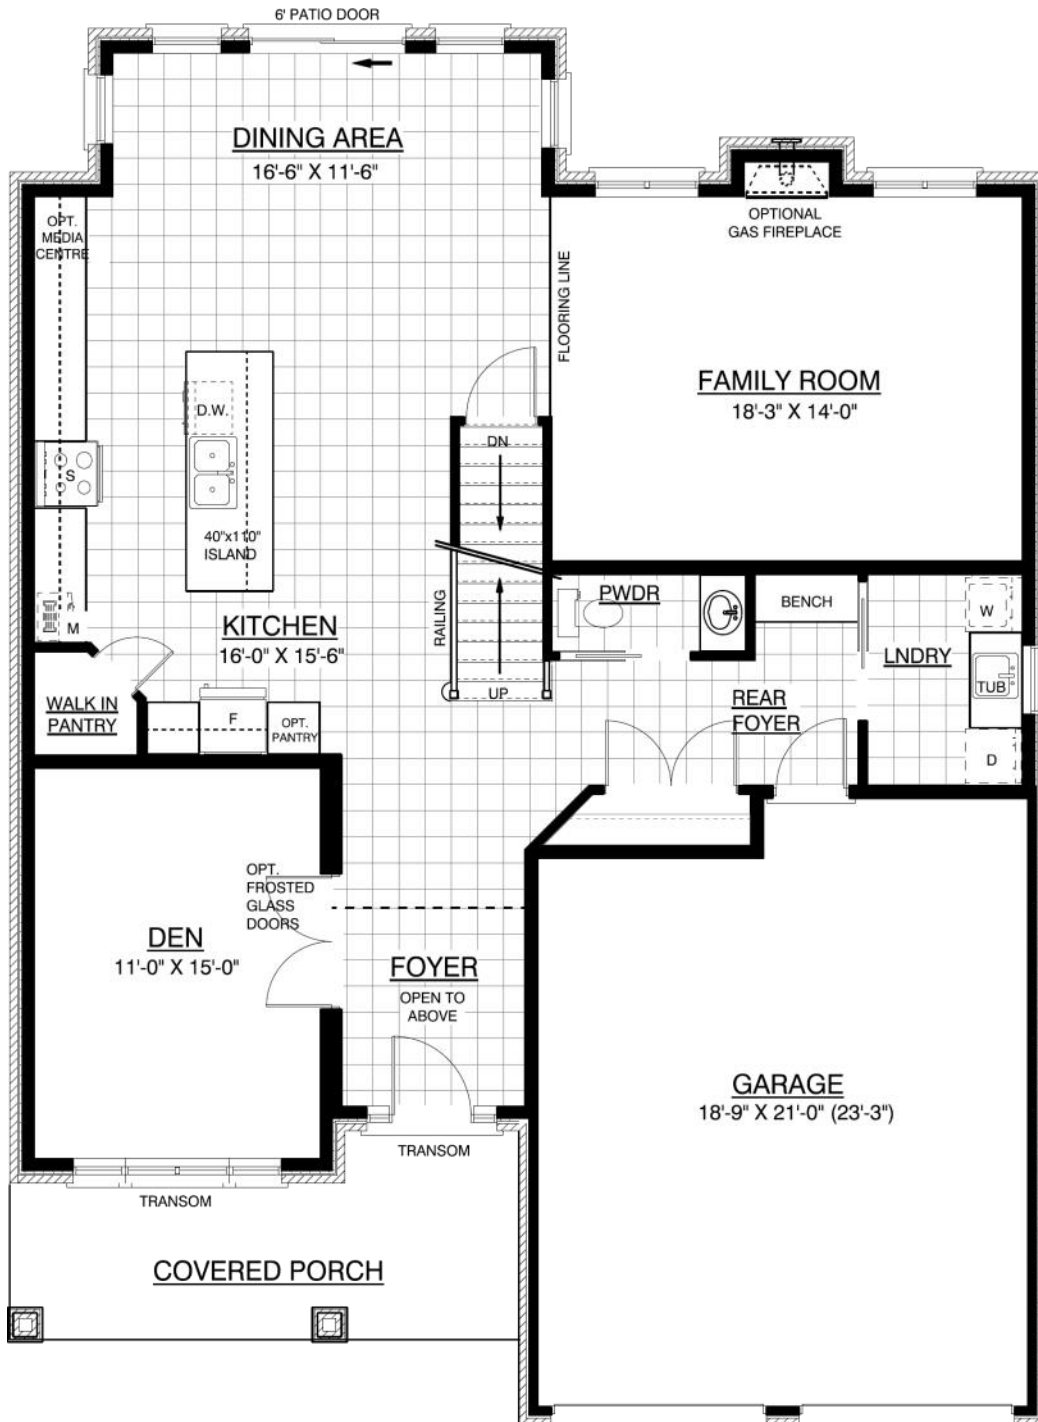 6' PATIO DOOR
DINING AREA
16'-6" X 11'-6"
OPT.
MEDIA
CENTRE
OPTIONAL
GAS FIREPLACE
FLOORING LINE
FAMILY ROOM
18'-3" X 14'-0"
D.W.
DN
S
40"x110"
ISLAND
RAILING
PWDR
BENCH
W
M
KITCHEN
16'-0" X 15'-6"
LNDRY
TUB
WALK IN
PANTRY
F
OPT.
PANTRY
UP
REAR
FOYER
D
OPT.
FROSTED
GLASS
DOORS
DEN
11'-0" X 15'-0"
FOYER
OPEN TO
ABOVE
GARAGE
18'-9" X 21'-0" (23'-3")
TRANSOM
TRANSOM
COVERED PORCH